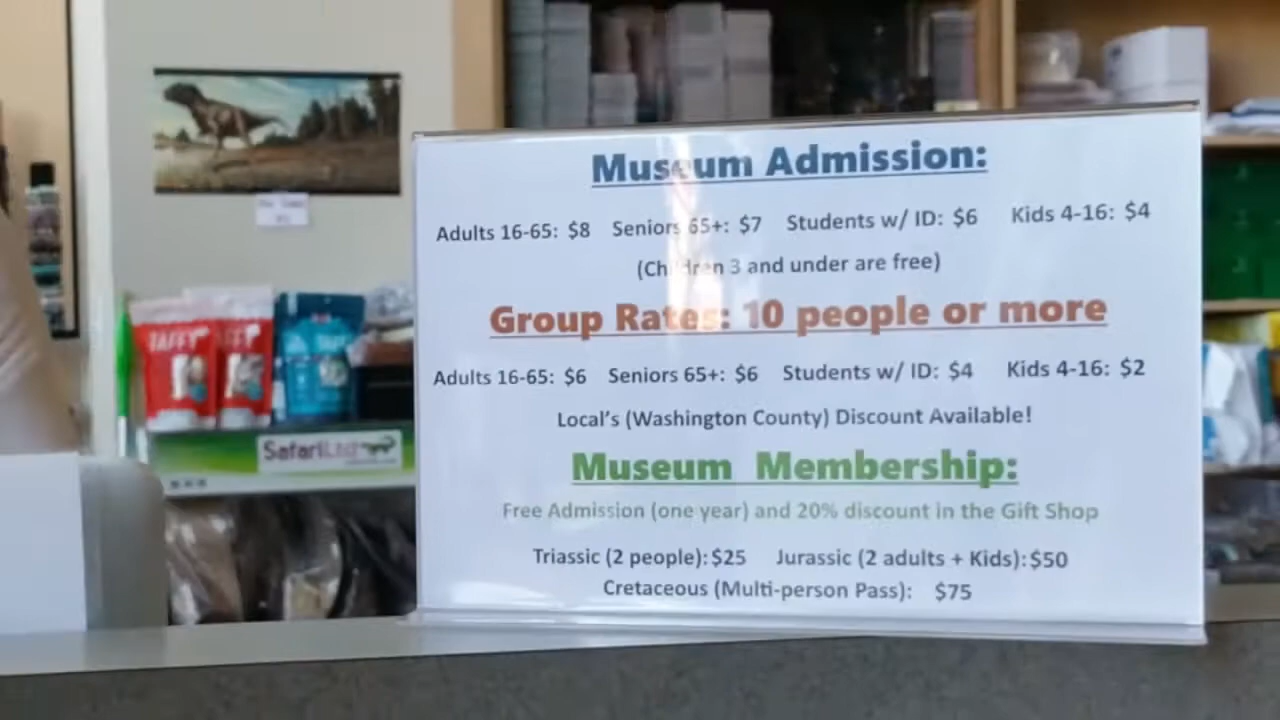 Museum Admission:
Adults 16-65: $8 Seniors 65+: $7 Students w/ ID: $6 Kids 4-16: $4
(Children 3 and under are free)
Group Rates: 10 people or more
Adults 16-65: $6 Seniors 65+: $6 Students w/ ID: $4 Kids 4-16: $2
Local's (Washington County) Discount Available!
Museum Membership:
Free Admission (one year) and 20% discount in the Gift Shop
Triassic (2 people): $25 Jurassic (2 adults + Kids): $50
Cretaceous (Multi-person Pass): $75
TAFFY
TAFFY
SafariLtd